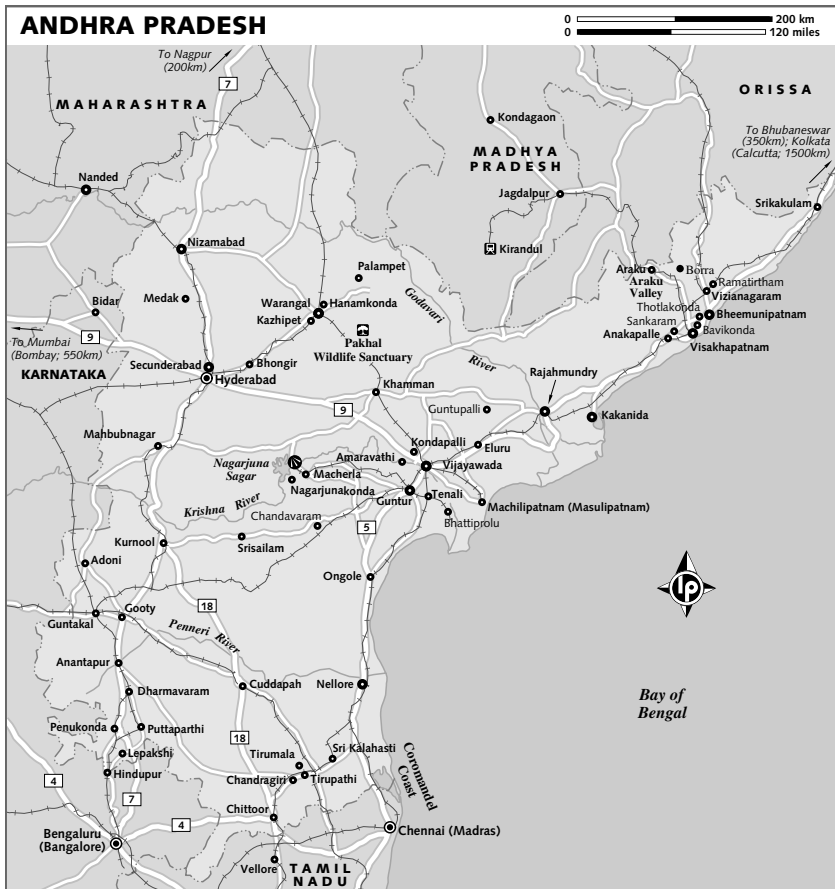 ANDHRA PRADESH
0 200 km
0 120 miles
To Nagpur
(200km)
7
MAHARASHTRA
ORISSA
Kondagaon
To Bhubaneswar
(350km); Kolkata
(Calcutta; 1500km)
MADHYA
PRADESH
Nanded
Jagdalpur
Srikakulam
Nizamabad
Kirandul
Palampet
Araku
Araku
Valley
Borra
Ramatirtham
Vizianagaram
Medak
Bidar
Warangal
Hanamkonda
Kazhipet
Godavari
River
Thotlakonda
Bheemunipatnam
Sankaram
Bavikonda
Anakapalle
Visakhapatnam
9
To Mumbai
(Bombay; 550km)
Pakhal
Wildlife Sanctuary
KARNATAKA
Secunderabad
Bhongir
Hyderabad
Khamman
Rajahmundry
9
Guntupalli
Kakanida
Mahbubnagar
Kondapalli
Eluru
Nagarjuna
Sagar
Amaravathi
Vijayawada
Macherla
Nagarjunakonda
Guntur
Tenali
Machilipatnam (Masulipatnam)
Krishna River
Chandavaram
Bhattiprolu
5
Kurnool
Srisailam
Adoni
Ongole
lp
18
Gooty
Guntakal
Penneri River
Anantapur
Cuddapah
Nellore
Dharmavaram
Bay of
Bengal
Penukonda
Puttaparthi
18
Lepakshi
Tirumala
Sri Kalahasti
Coromandel
Coast
Hindupur
Chandragiri
Tirupathi
4
7
Chittoor
4
Bengaluru
(Bangalore)
Chennai (Madras)
Vellore
TAMIL
NADU